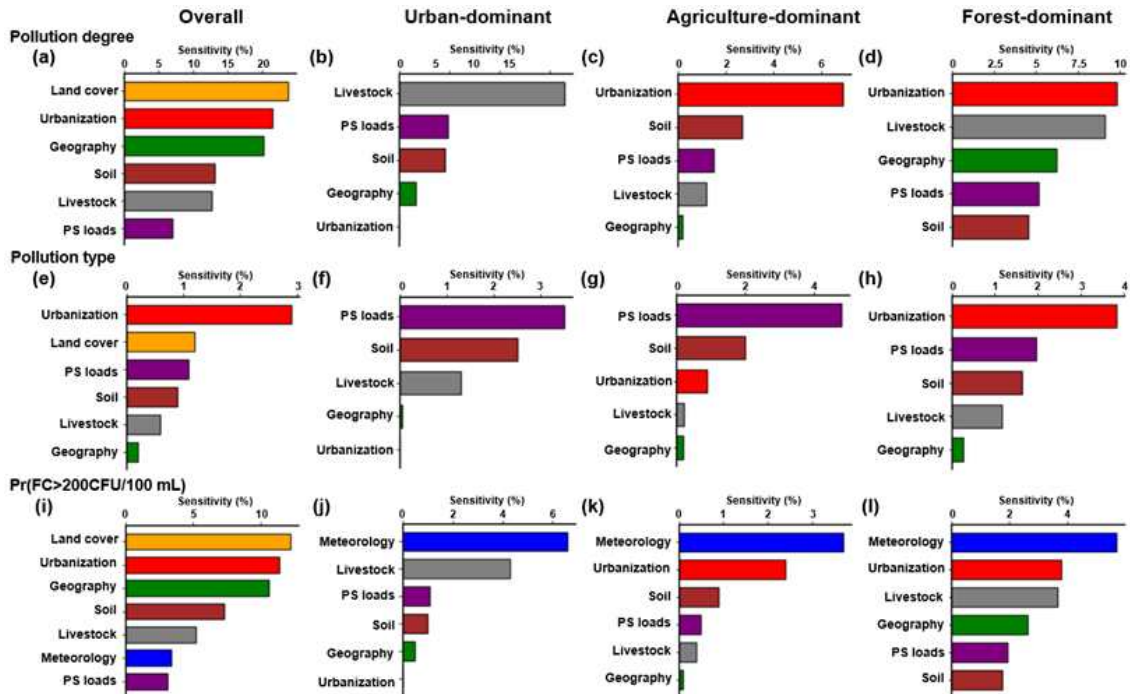 Overall
Urban-dominant
Agriculture-dominant
Forest-dominant
Pollution degree
(a)
Sensitivity (%)
0 5 10 15 20
Land cover
Urbanization
Geography
Soil
Livestock
PS loads
(b)
Sensitivity (%)
0 5 10 15
Livestock
PS loads
Soil
Geography
Urbanization
(c)
Sensitivity (%)
0 2 4 6
Urbanization
Soil
PS loads
Livestock
Geography
(d)
Sensitivity (%)
0 2.5 5 7.5 10
Urbanization
Livestock
Geography
PS loads
Soil
Pollution type
(e)
Sensitivity (%)
0 1 2 3
Urbanization
Land cover
PS loads
Soil
Livestock
Geography
(f)
Sensitivity (%)
0 1 2 3
PS loads
Soil
Livestock
Geography
Urbanization
(g)
Sensitivity (%)
0 2 4
PS loads
Soil
Urbanization
Livestock
Geography
(h)
Sensitivity (%)
0 1 2 3 4
Urbanization
PS loads
Soil
Livestock
Geography
Pr(FC>200CFU/100 mL)
(i)
Sensitivity (%)
0 5 10
Land cover
Urbanization
Geography
Soil
Livestock
Meteorology
PS loads
(j)
Sensitivity (%)
0 2 4 6
Meteorology
Livestock
PS loads
Soil
Geography
Urbanization
(k)
Sensitivity (%)
0 1 2 3
Meteorology
Urbanization
Soil
PS loads
Livestock
Geography
(l)
Sensitivity (%)
0 2 4
Meteorology
Urbanization
Livestock
Geography
PS loads
Soil